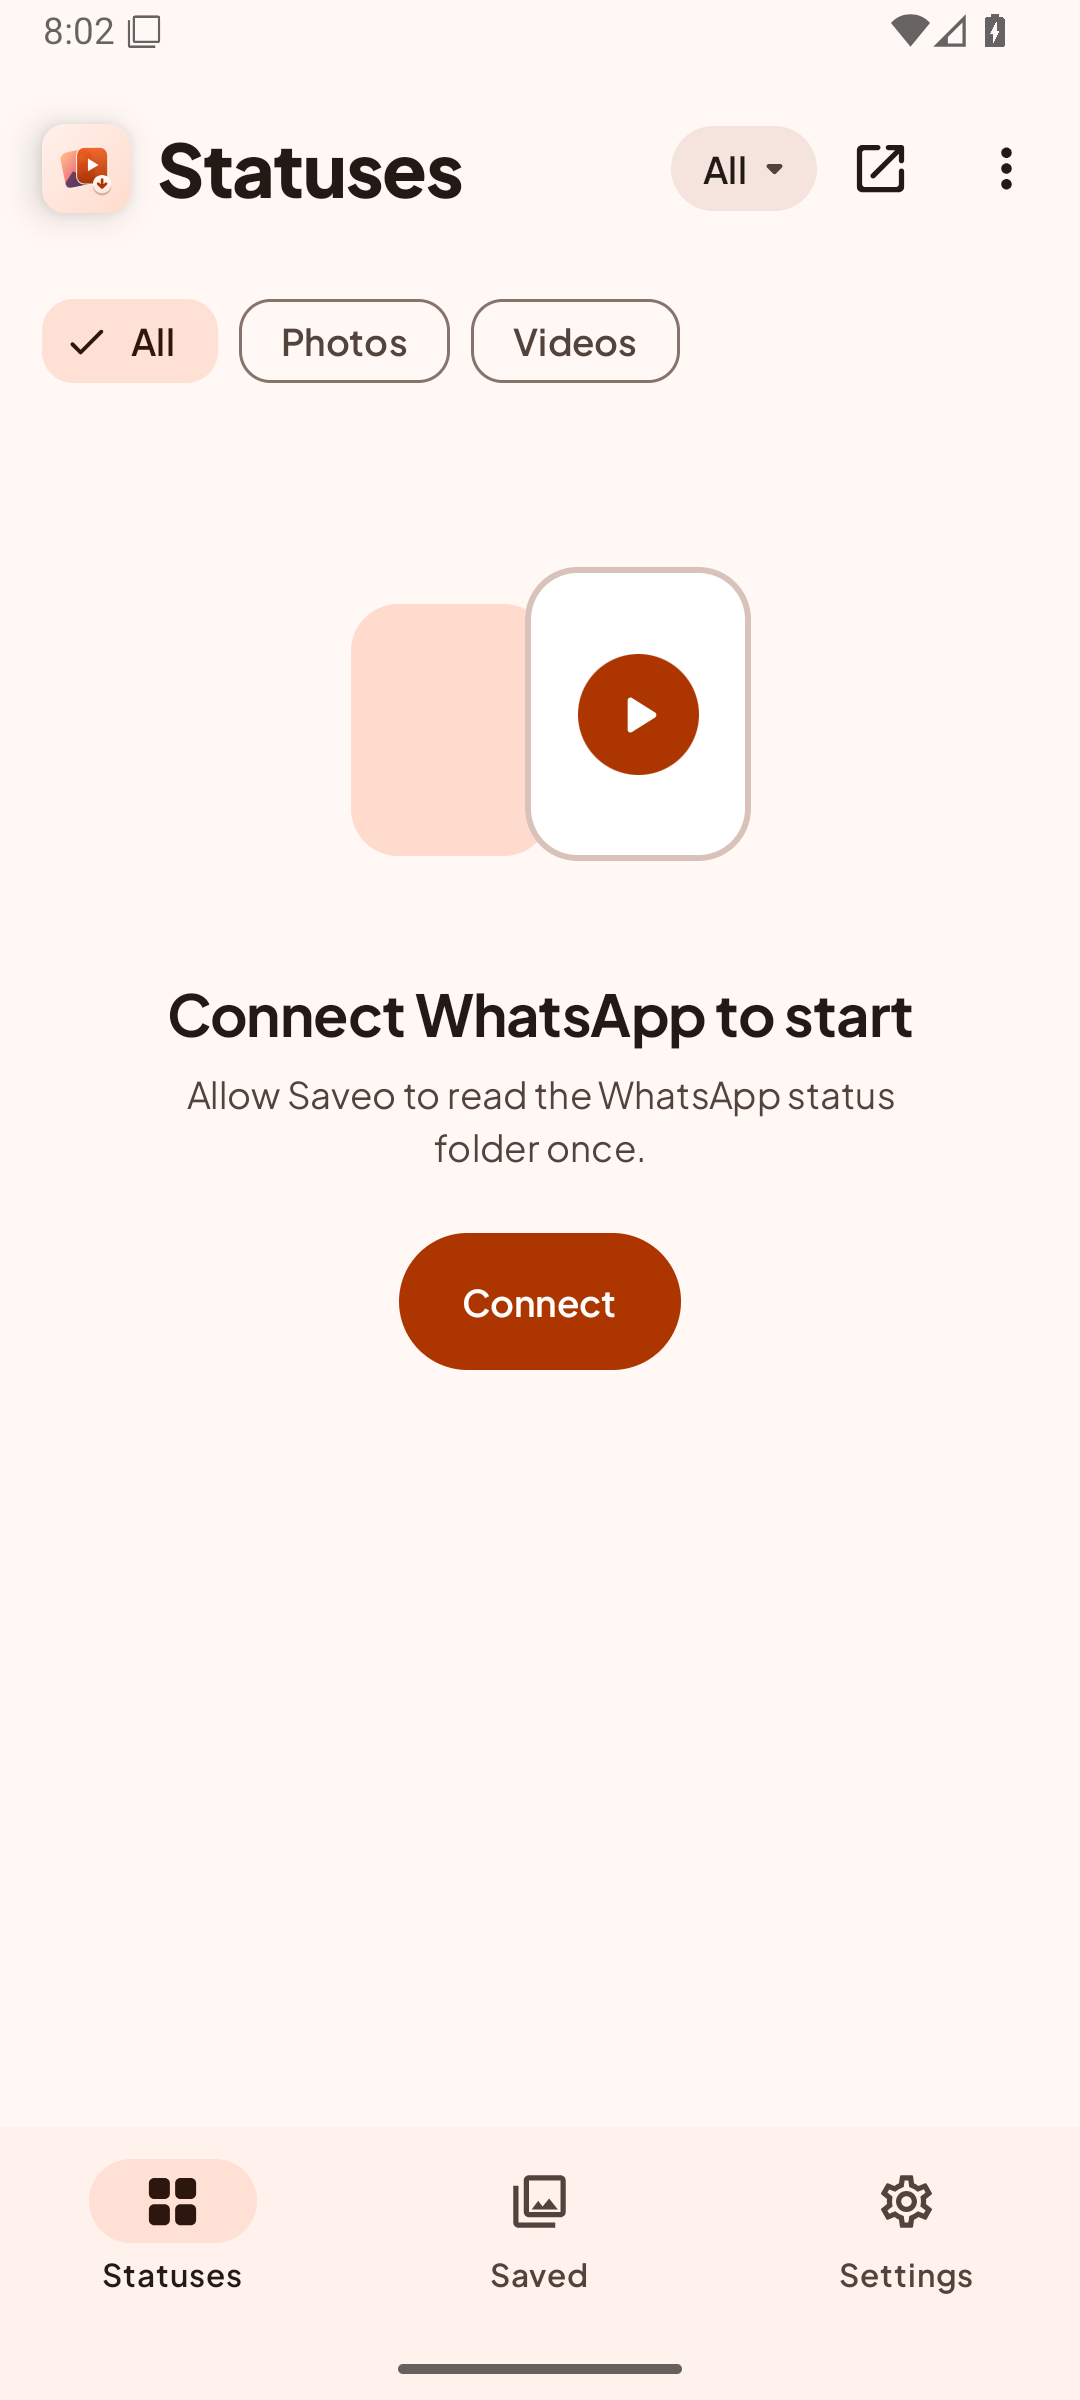 8:02
Statuses
All
All
Photos
Videos
Connect WhatsApp to start
Allow Saveo to read the WhatsApp status
folder once.
Connect
Statuses
Saved
Settings